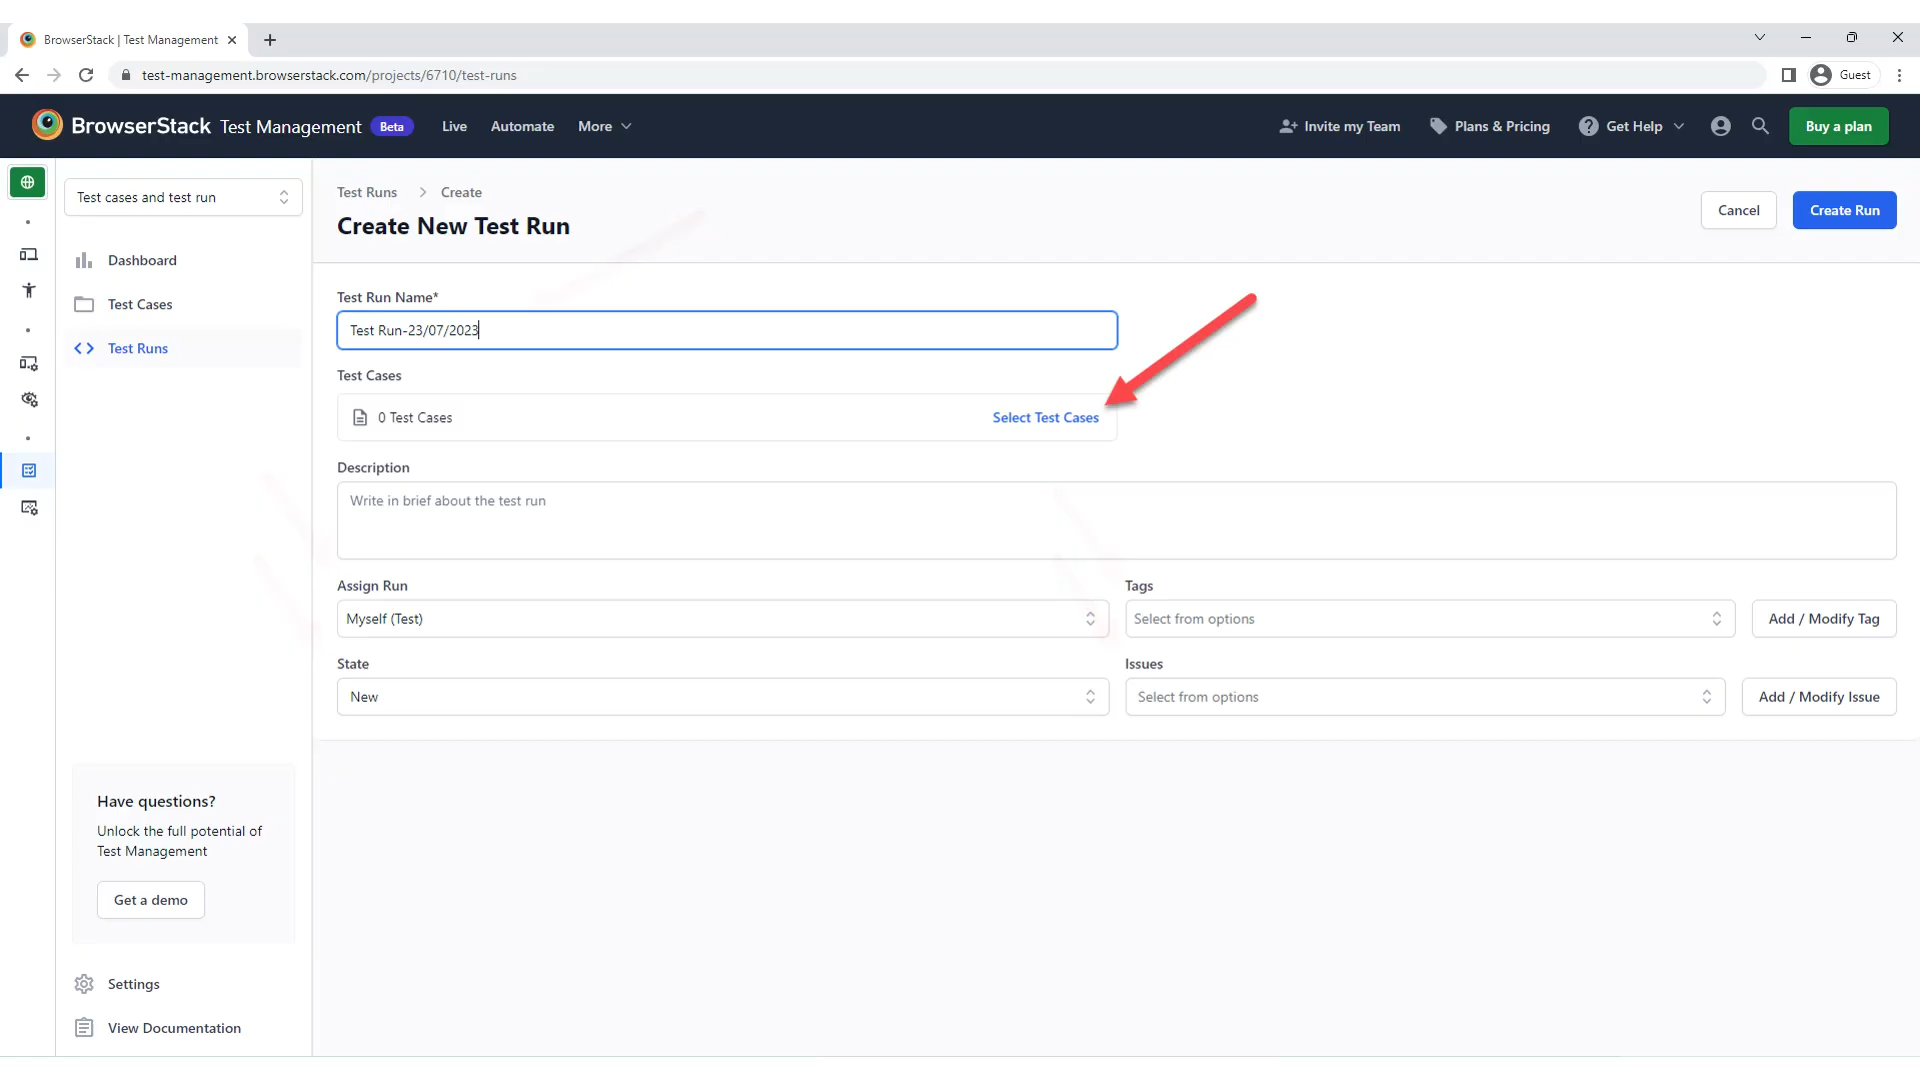 BrowserStack | Test Management
test-management.browserstack.com/projects/6710/test-runs
Guest
BrowserStack Test Management Beta Live Automate More Invite my Team Plans & Pricing Get Help Buy a plan
Test cases and test run
Dashboard
Test Cases
Test Runs
Have questions?
Unlock the full potential of
Test Management
Get a demo
Settings
View Documentation
Test Runs Create
Create New Test Run
Cancel
Create Run
Test Run Name*
Test Run-23/07/2023
Test Cases
0 Test Cases Select Test Cases
Description
Write in brief about the test run
Assign Run Tags
Myself (Test) Select from options Add / Modify Tag
State Issues
New Select from options Add / Modify Issue